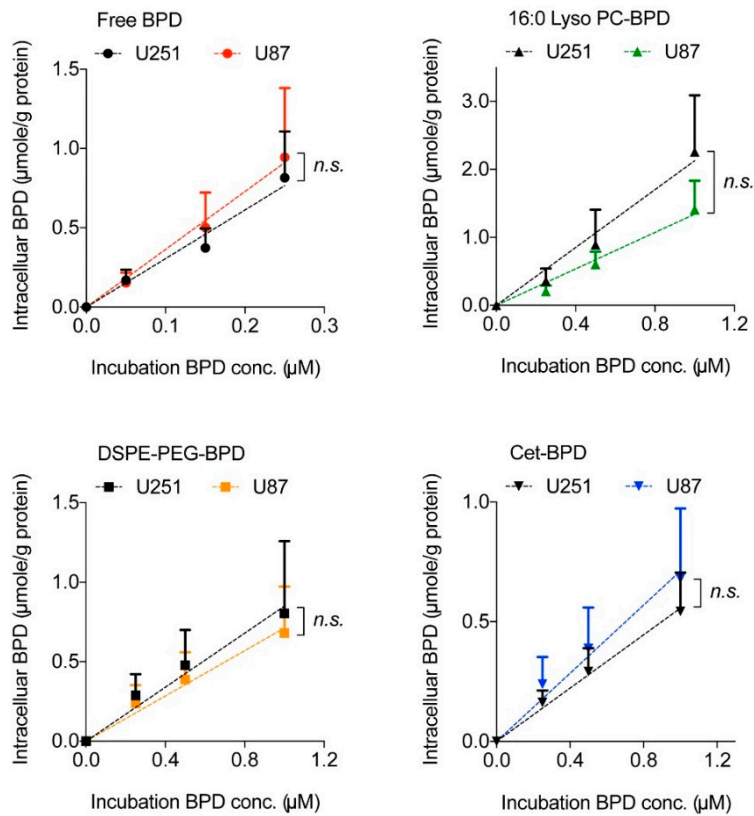 Free BPD
U251 U87
Intracelluar BPD (µmole/g protein)
1.5
1.0
0.5
0.0
n.s.
0.0 0.1 0.2 0.3
Incubation BPD conc. (µM)
16:0 Lyso PC-BPD
U251 U87
Intracelluar BPD (µmole/g protein)
3.0
2.0
1.0
0.0
n.s.
0.0 0.4 0.8 1.2
Incubation BPD conc. (µM)
DSPE-PEG-BPD
U251 U87
Intracelluar BPD (µmole/g protein)
1.5
1.0
0.5
0.0
n.s.
0.0 0.4 0.8 1.2
Incubation BPD conc. (µM)
Cet-BPD
U251 U87
Intracelluar BPD (µmole/g protein)
1.0
0.5
0.0
n.s.
0.0 0.4 0.8 1.2
Incubation BPD conc. (µM)